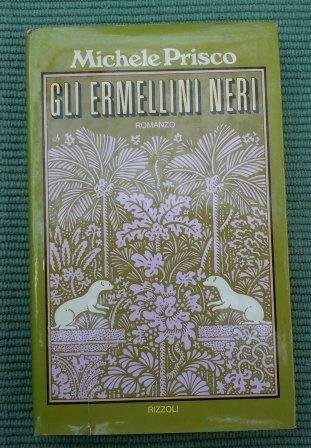 Michele Prisco
GLI ERMELLINI NERI
ROMANZO
RIZZOLI